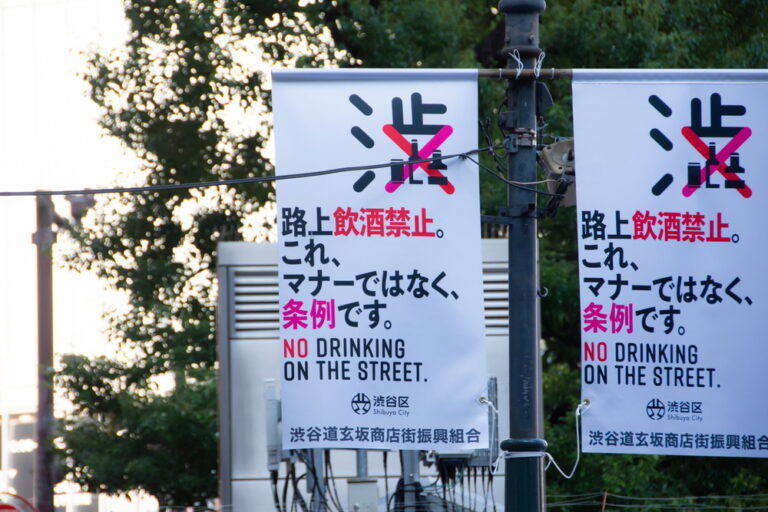 渋
路上飲酒禁止。
これ、
マナーではなく、
条例です。
NO DRINKING
ON THE STREET.
渋谷区
Shibuya City
渋谷道玄坂商店街振興組合
渋
路上飲酒禁止。
これ、
マナーではなく、
条例です。
NO DRINKING
ON THE STREET.
渋谷区
Shibuya City
渋谷道玄坂商店街振興組合